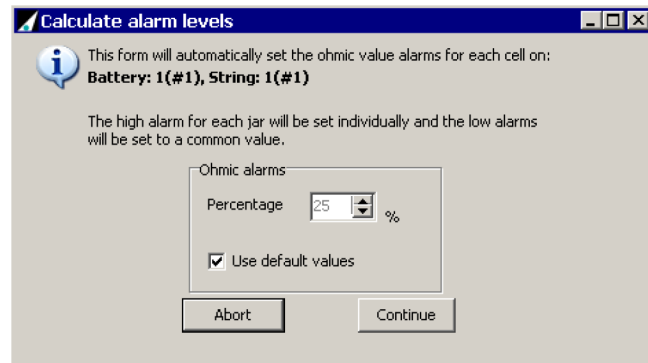 Calculate alarm levels
This form will automatically set the ohmic value alarms for each cell on:
Battery: 1(#1), String: 1(#1)
The high alarm for each jar will be set individually and the low alarms
will be set to a common value.
Ohmic alarms
Percentage 25 %
Use default values
Abort Continue